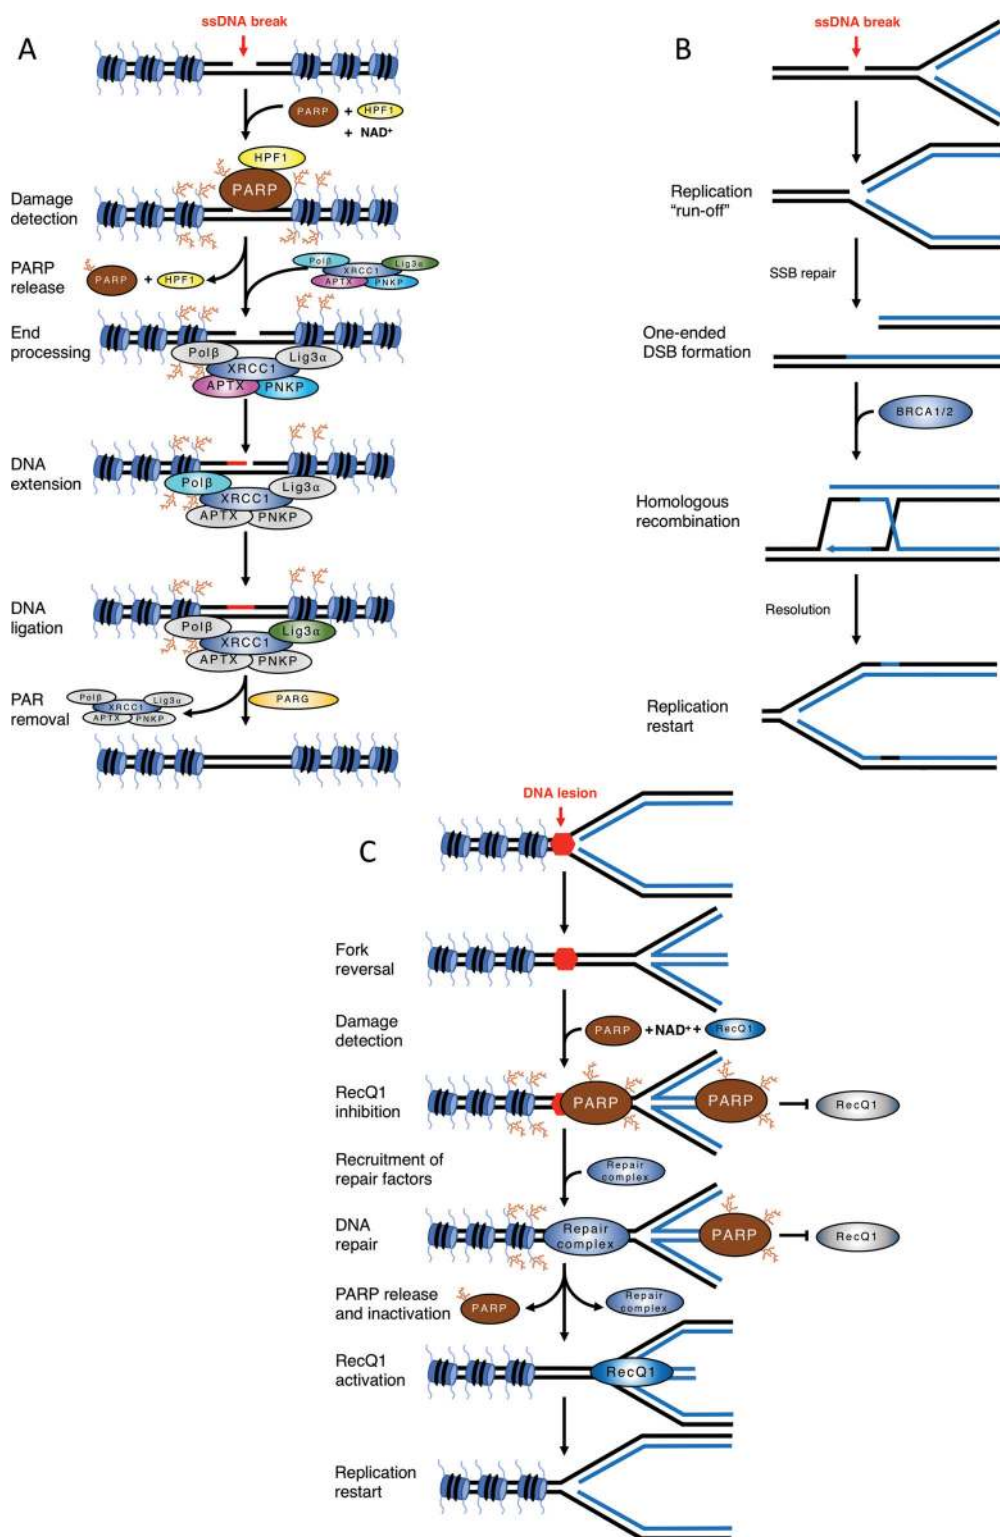 A
ssDNA break
PARP + HPF1
+ NAD⁺
HPF1
PARP
Damage
detection
PARP
release
PARP + HPF1
Polβ
XRCC1
Lig3α
APTX
PNKP
End
processing
Polβ
Lig3α
XRCC1
APTX
PNKP
DNA
extension
Polβ
Lig3α
XRCC1
APTX
PNKP
DNA
ligation
Polβ
Lig3α
XRCC1
APTX
PNKP
PAR
removal
Polβ
XRCC1
Lig3α
APTX
PNKP
PARG
B
ssDNA break
Replication
“run-off”
SSB repair
One-ended
DSB formation
BRCA1/2
Homologous
recombination
Resolution
Replication
restart
C
DNA lesion
Fork
reversal
Damage
detection
PARP +NAD⁺+ RecQ1
RecQ1
inhibition
PARP
PARP
RecQ1
Recruitment of
repair factors
Repair
complex
DNA
repair
Repair
complex
PARP
RecQ1
PARP release
and inactivation
PARP
Repair
complex
RecQ1
activation
RecQ1
Replication
restart